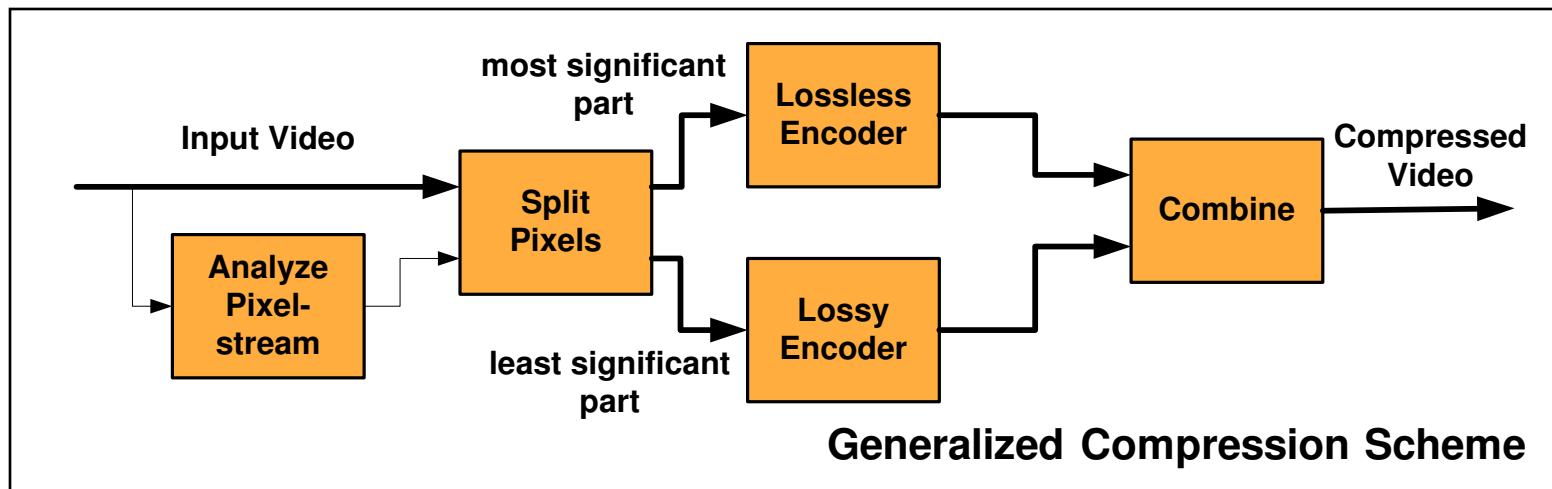 Input Video
Analyze
Pixel-
stream
Split
Pixels
most significant
part
least significant
part
Lossless
Encoder
Lossy
Encoder
Combine
Compressed
Video
Generalized Compression Scheme